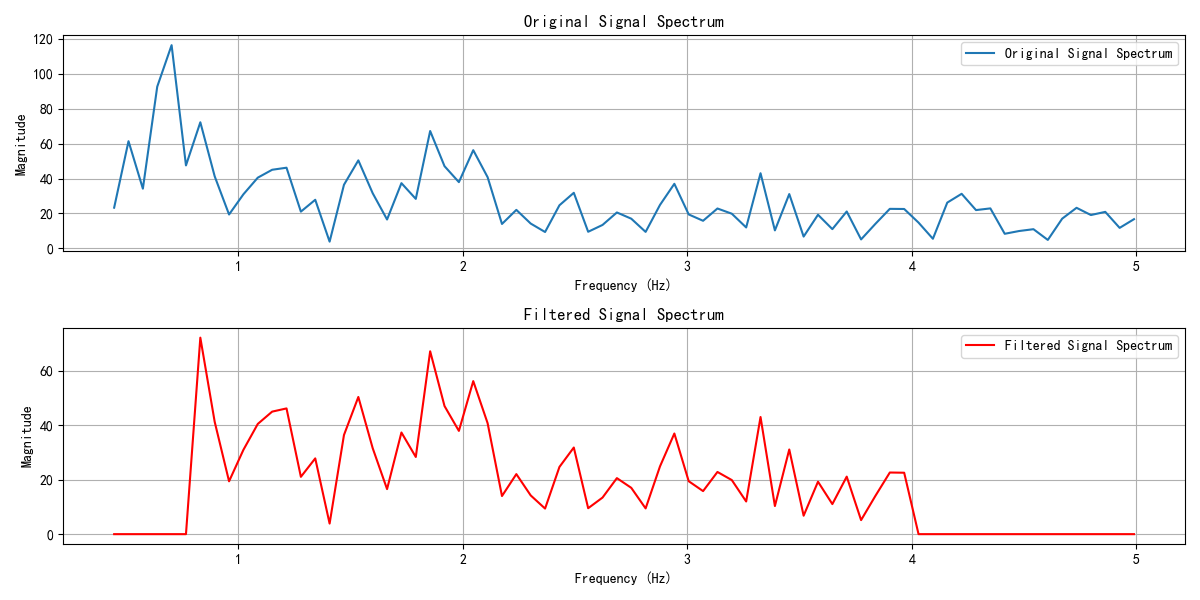 Original Signal Spectrum
120
100
80
60
40
20
0
Magnitude
Original Signal Spectrum
1
2
3
4
5
Frequency (Hz)
Filtered Signal Spectrum
60
40
20
0
Magnitude
Filtered Signal Spectrum
1
2
3
4
5
Frequency (Hz)